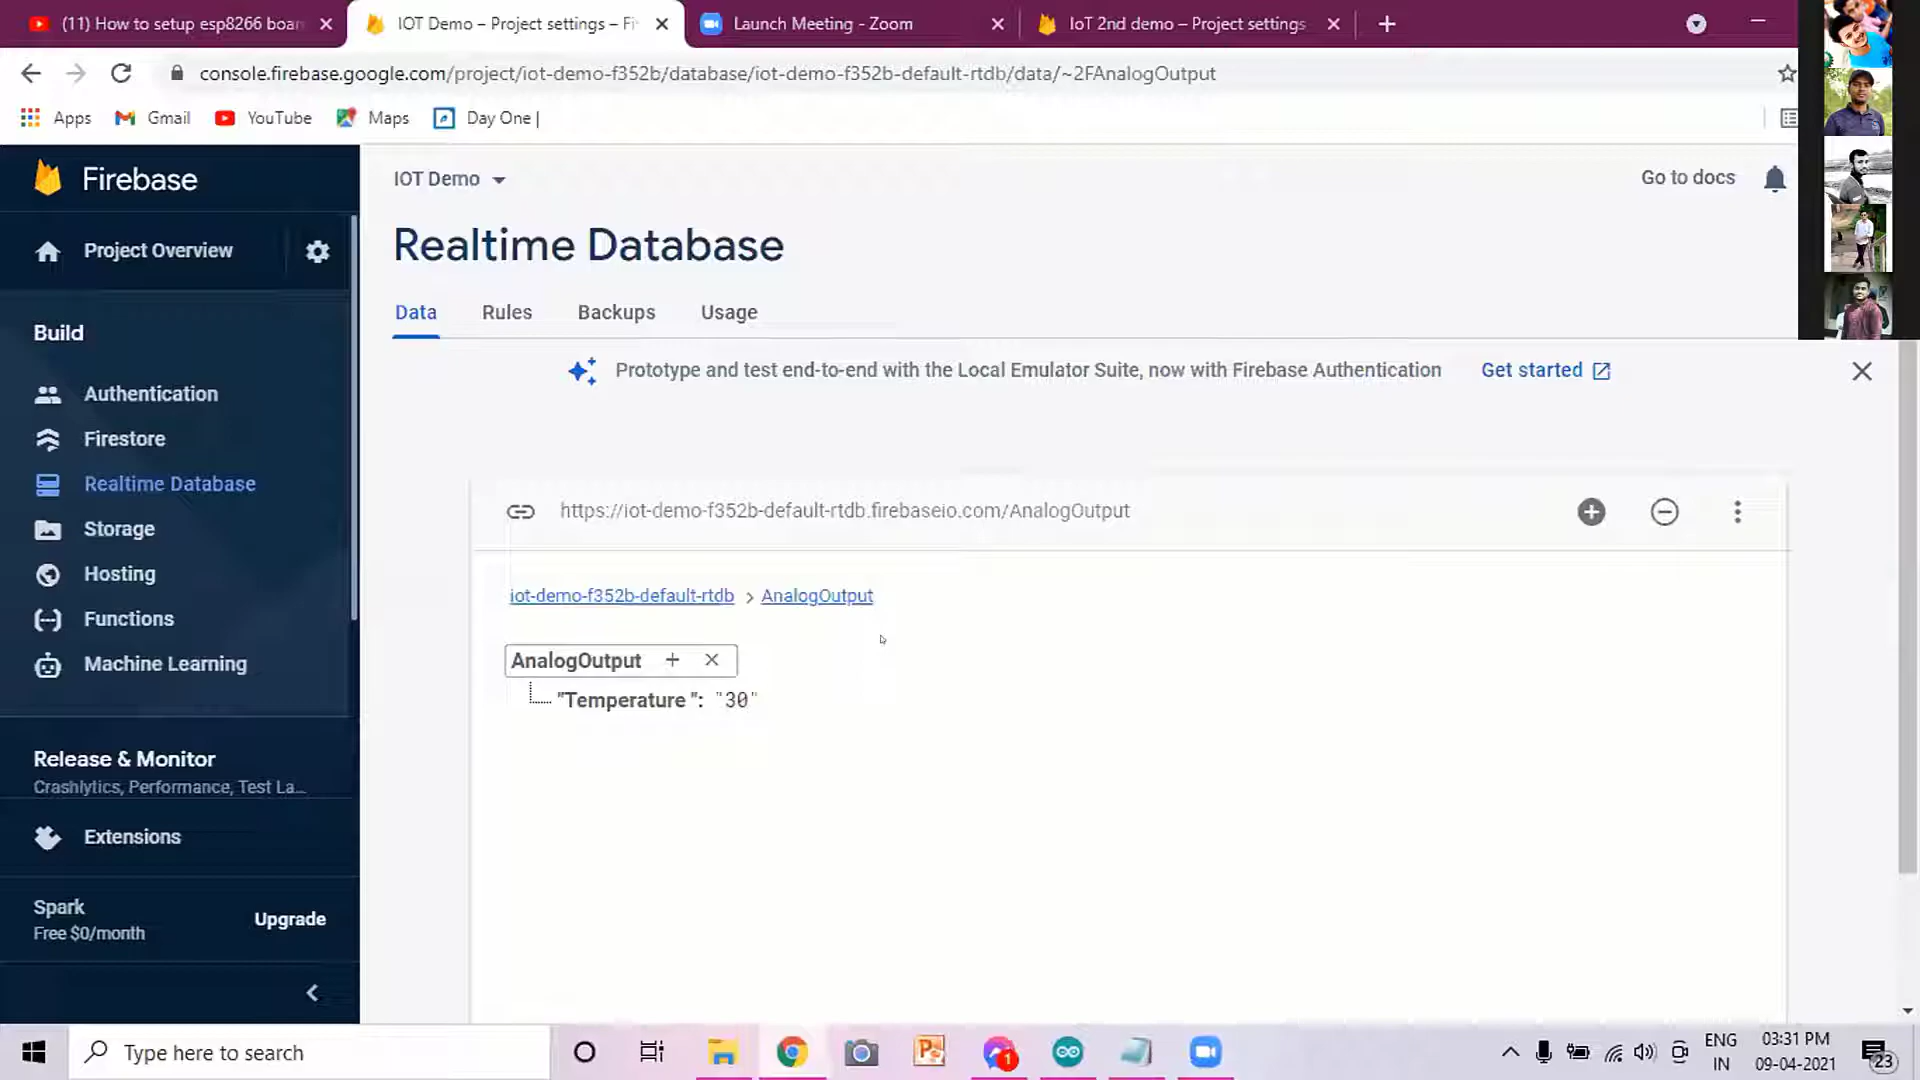 (11) How to setup esp8266 boar
IOT Demo – Project settings – Fi
Launch Meeting - Zoom
IoT 2nd demo – Project settings
console.firebase.google.com/project/iot-demo-f352b/database/iot-demo-f352b-default-rtdb/data/~2FAnalogOutput
Apps
Gmail
YouTube
Maps
Day One |
Firebase
IOT Demo
Go to docs
Project Overview
Realtime Database
Data
Rules
Backups
Usage
Build
Prototype and test end-to-end with the Local Emulator Suite, now with Firebase Authentication
Get started
Authentication
Firestore
Realtime Database
Storage
Hosting
Functions
Machine Learning
https://iot-demo-f352b-default-rtdb.firebaseio.com/AnalogOutput
iot-demo-f352b-default-rtdb > AnalogOutput
AnalogOutput
"Temperature ": "30"
Release & Monitor
Crashlytics, Performance, Test La...
Extensions
Spark
Free $0/month
Upgrade
Type here to search
1
ENG
IN
03:31 PM
09-04-2021
23